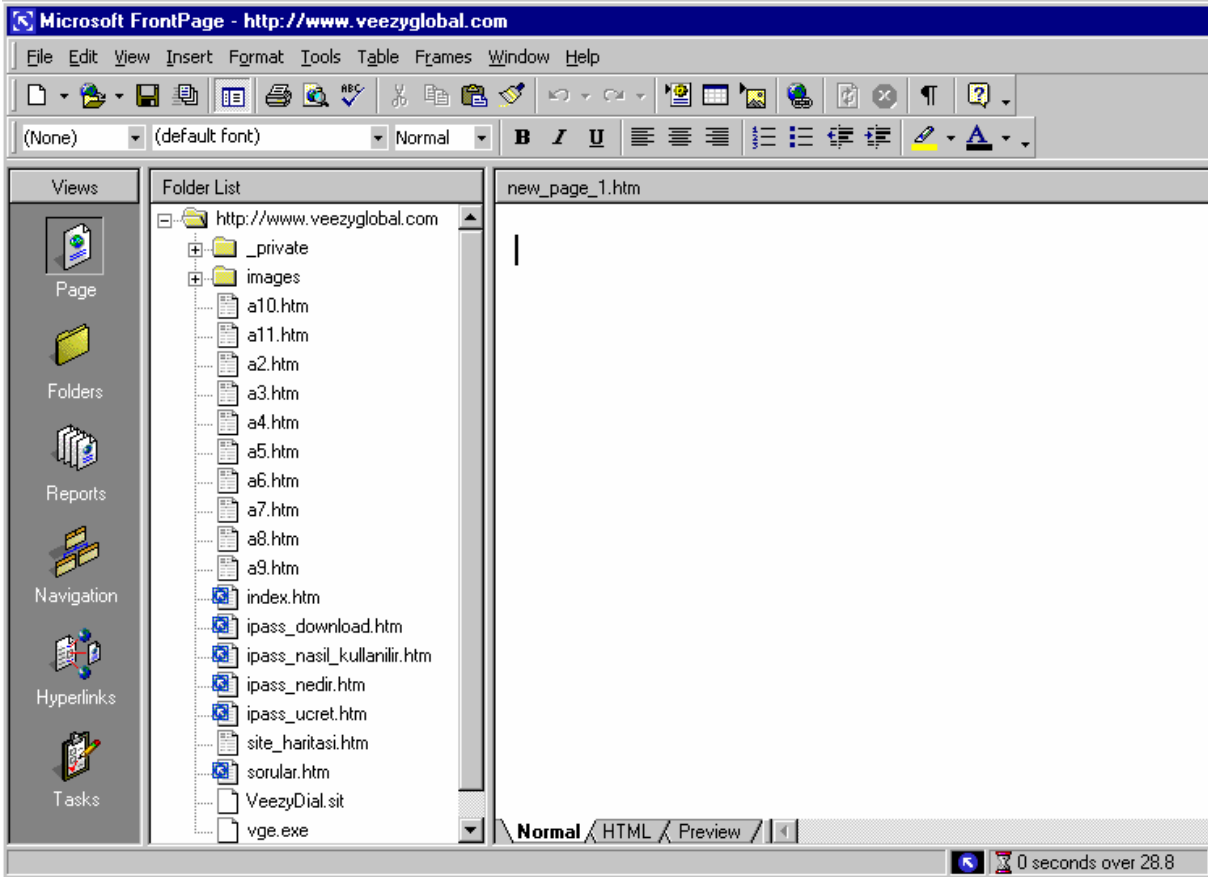 Microsoft FrontPage - http://www.veezyglobal.com
File Edit View Insert Format Tools Table Frames Window Help
ABC
(None) (default font) Normal B I U A
Views
Page
Folders
Reports
Navigation
Hyperlinks
Tasks
Folder List
http://www.veezyglobal.com
_private
images
a10.htm
a11.htm
a2.htm
a3.htm
a4.htm
a5.htm
a6.htm
a7.htm
a8.htm
a9.htm
index.htm
ipass_download.htm
ipass_nasil_kullanilir.htm
ipass_nedir.htm
ipass_ucret.htm
site_haritasi.htm
sorular.htm
VeezyDial.sit
vge.exe
new_page_1.htm
Normal HTML Preview
0 seconds over 28.8